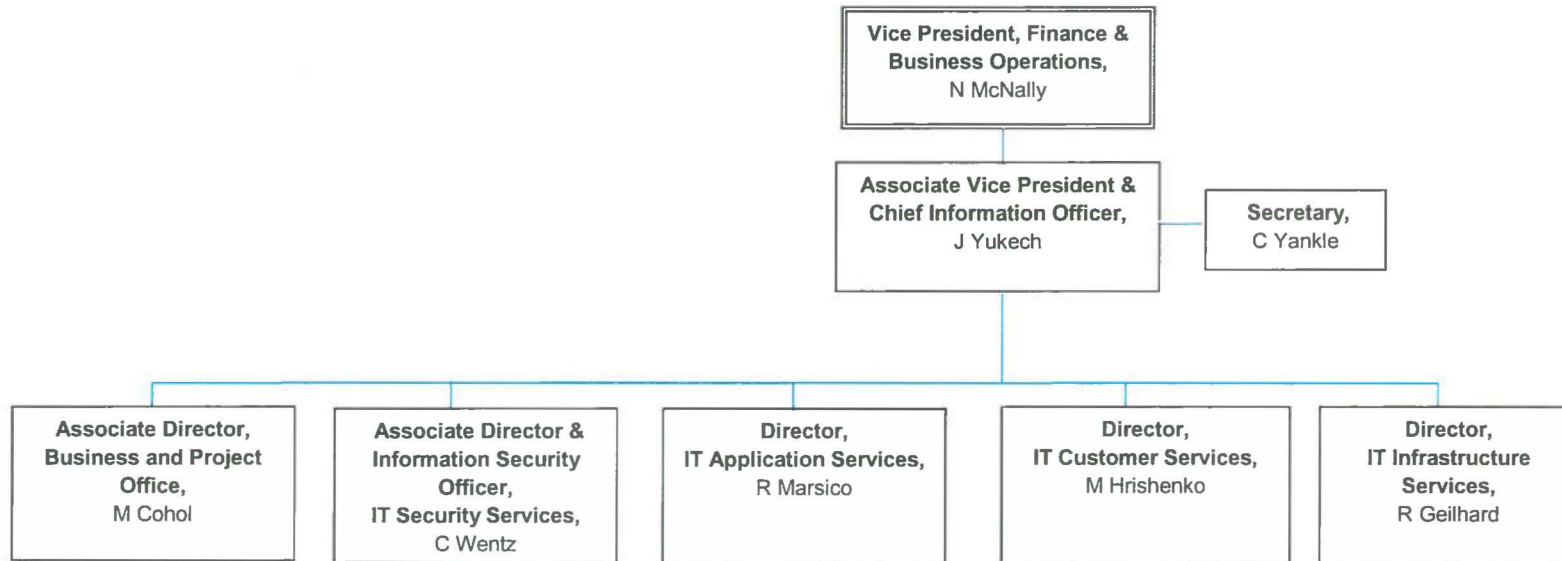 Vice President, Finance &
Business Operations,
N McNally
Associate Vice President &
Chief Information Officer,
J Yukech
Secretary,
C Yankle
Associate Director,
Business and Project
Office,
M Cohol
Associate Director &
Information Security
Officer,
IT Security Services,
C Wentz
Director,
IT Application Services,
R Marsico
Director,
IT Customer Services,
M Hrishenko
Director,
IT Infrastructure
Services,
R Geilhard